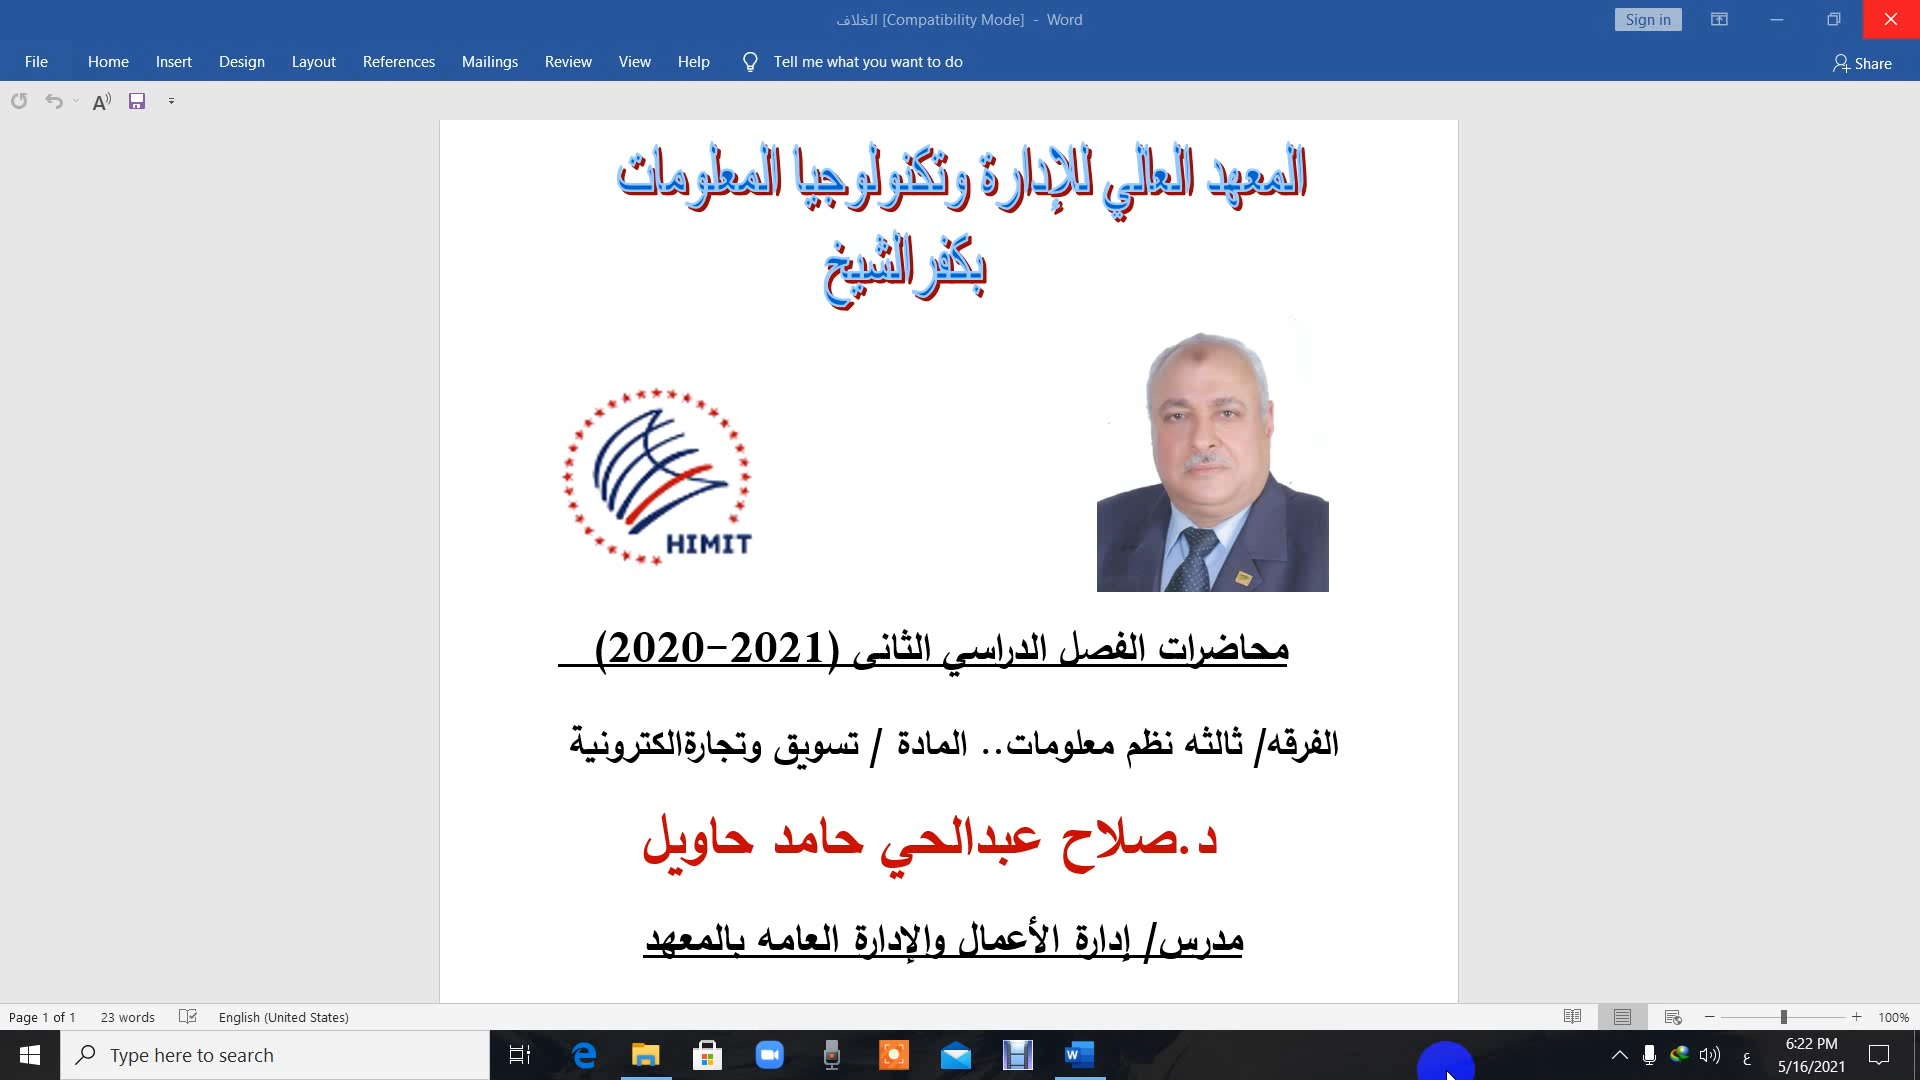 الغلاف [Compatibility Mode] - Word
Sign in
File Home Insert Design Layout References Mailings Review View Help Tell me what you want to do
Share
المعهد العالي للإدارة وتكنولوجيا المعلومات
بكفرالشيخ
HIMIT
محاضرات الفصل الدراسي الثانى (2021-2020)
الفرقه/ ثالثه نظم معلومات.. المادة / تسويق وتجارةالكترونية
د.صلاح عبدالحي حامد حاويل
مدرس/ إدارة الأعمال والإدارة العامه بالمعهد
Page 1 of 1 23 words English (United States) 100%
Type here to search
ع
6:22 PM
5/16/2021